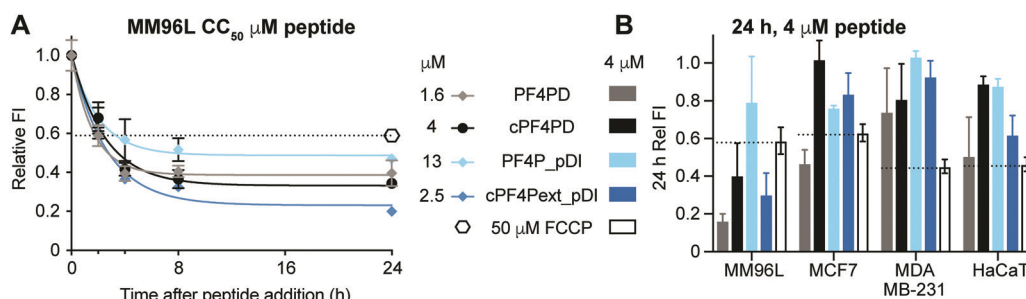 A
MM96L CC50 μM peptide
Relative FI
1.0
0.8
0.6
0.4
0.2
0
0
4
8
16
24
Time after peptide addition (h)
μM
4 μM
1.6 PF4PD
4 cPF4PD
13 PF4P_pDI
2.5 cPF4Pext_pDI
50 μM FCCP
B
24 h, 4 μM peptide
24 h Rel FI
1.0
0.8
0.6
0.4
0.2
0
MM96L
MCF7
MDA
MB-231
HaCaT